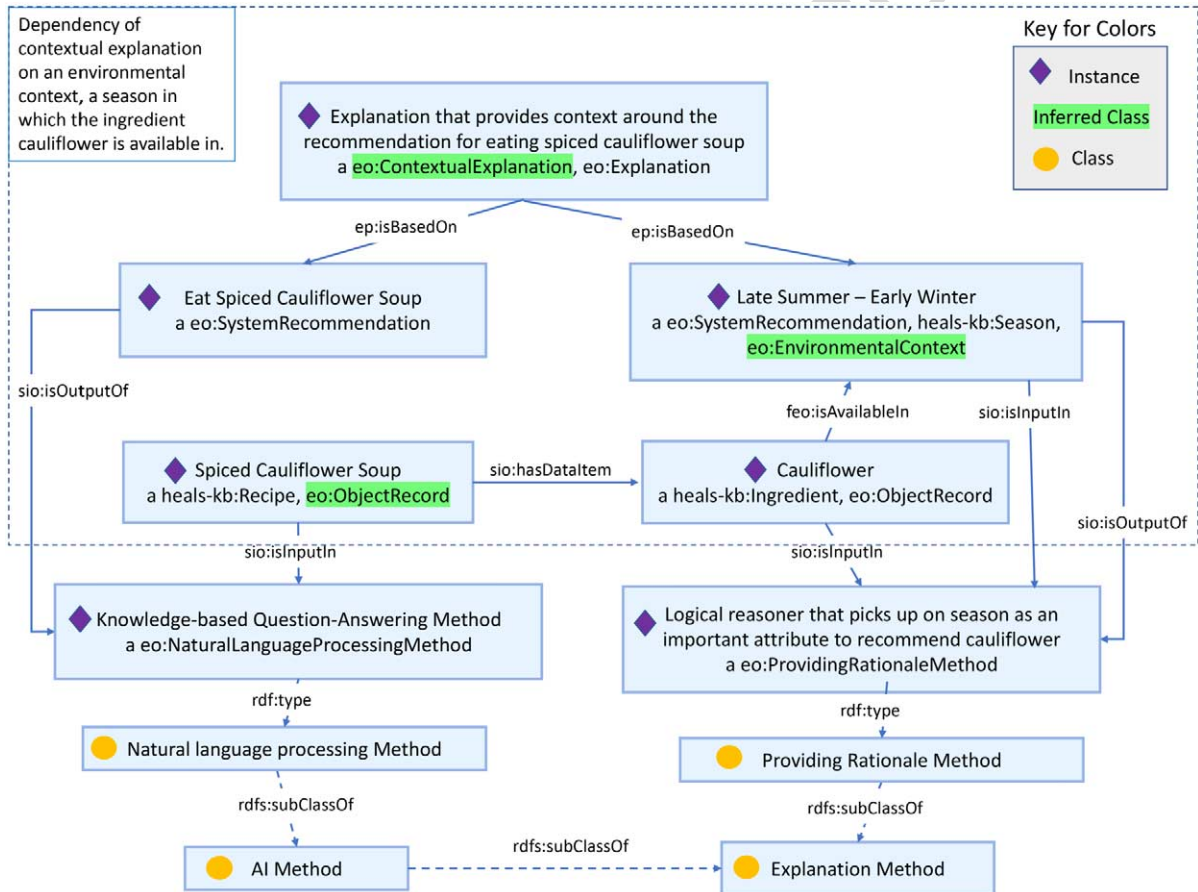 Dependency of
contextual explanation
on an environmental
context, a season in
which the ingredient
cauliflower is available in.
Key for Colors
Instance
Inferred Class
Class
Explanation that provides context around the
recommendation for eating spiced cauliflower soup
a eo:ContextualExplanation, eo:Explanation
ep:isBasedOn
ep:isBasedOn
Eat Spiced Cauliflower Soup
a eo:SystemRecommendation
Late Summer – Early Winter
a eo:SystemRecommendation, heals-kb:Season,
eo:EnvironmentalContext
sio:isOutputOf
feo:isAvailableIn
sio:isInputIn
Spiced Cauliflower Soup
a heals-kb:Recipe, eo:ObjectRecord
sio:hasDataItem
Cauliflower
a heals-kb:Ingredient, eo:ObjectRecord
sio:isOutputOf
sio:isInputIn
sio:isInputIn
Knowledge-based Question-Answering Method
a eo:NaturalLanguageProcessingMethod
Logical reasoner that picks up on season as an
important attribute to recommend cauliflower
a eo:ProvidingRationaleMethod
rdf:type
rdf:type
Natural language processing Method
Providing Rationale Method
rdfs:subClassOf
rdfs:subClassOf
AI Method
rdfs:subClassOf
Explanation Method